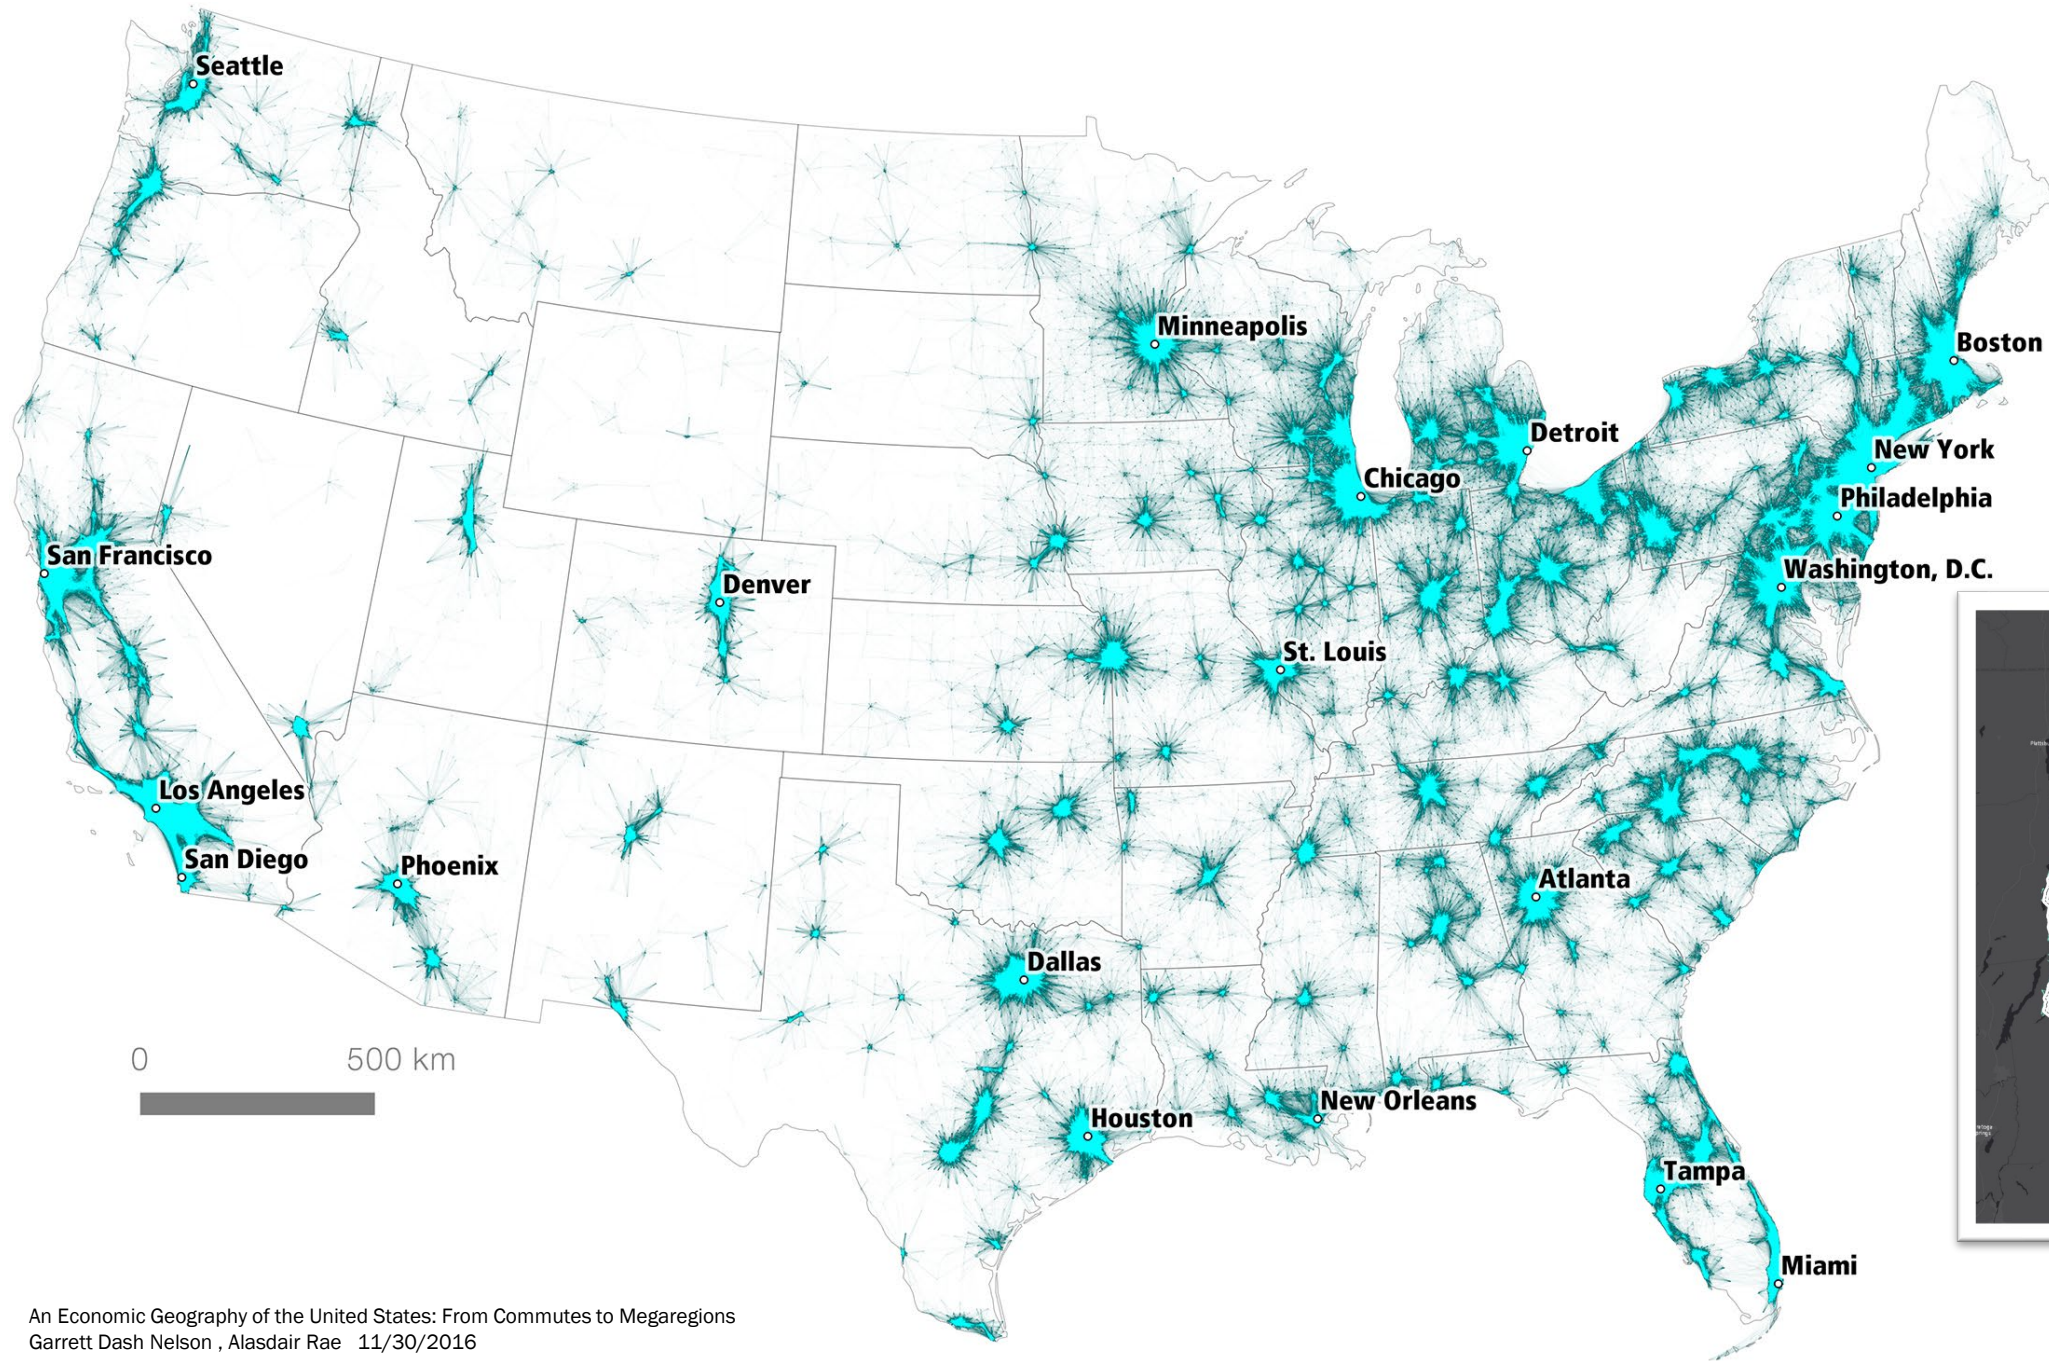 Seattle
Minneapolis
Boston
Detroit
New York
Chicago
Philadelphia
San Francisco
Washington, D.C.
Denver
St. Louis
Los Angeles
San Diego
Phoenix
Atlanta
Dallas
0 500 km
New Orleans
Houston
Tampa
Miami
An Economic Geography of the United States: From Commutes to Megaregions
Garrett Dash Nelson , Alasdair Rae 11/30/2016